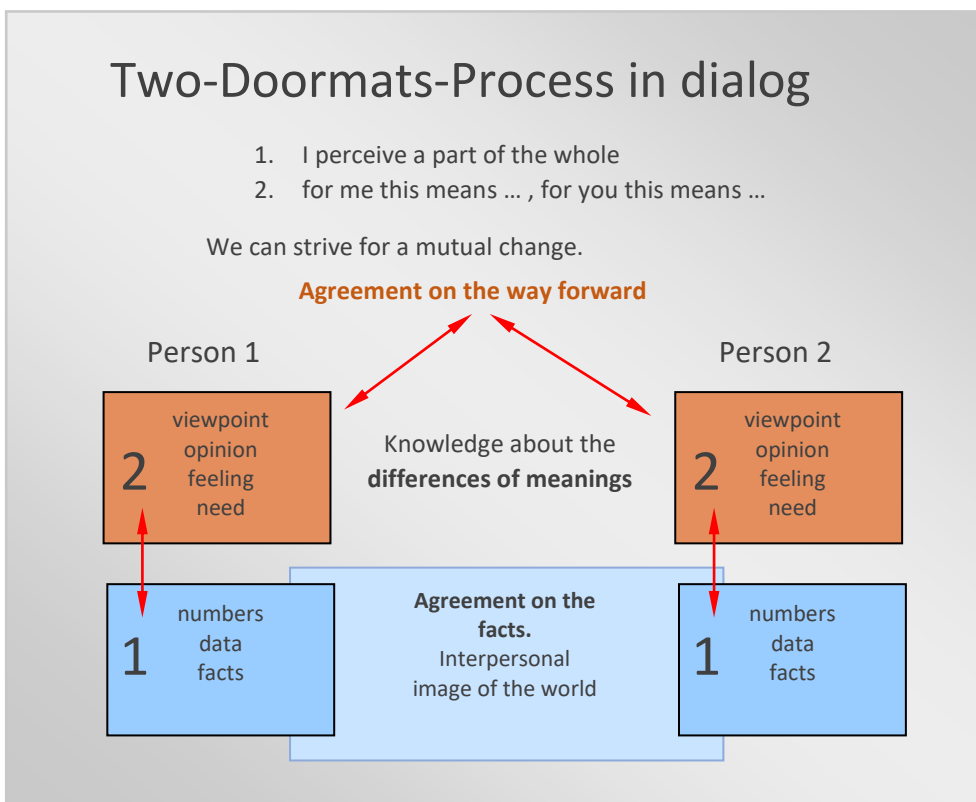 Two-Doormats-Process in dialog
1. I perceive a part of the whole
2. for me this means … , for you this means …
We can strive for a mutual change.
Agreement on the way forward
Person 1
Person 2
viewpoint
opinion
feeling
need
2
Knowledge about the
differences of meanings
viewpoint
opinion
feeling
need
2
numbers
data
facts
1
Agreement on the
facts.
Interpersonal
image of the world
numbers
data
facts
1